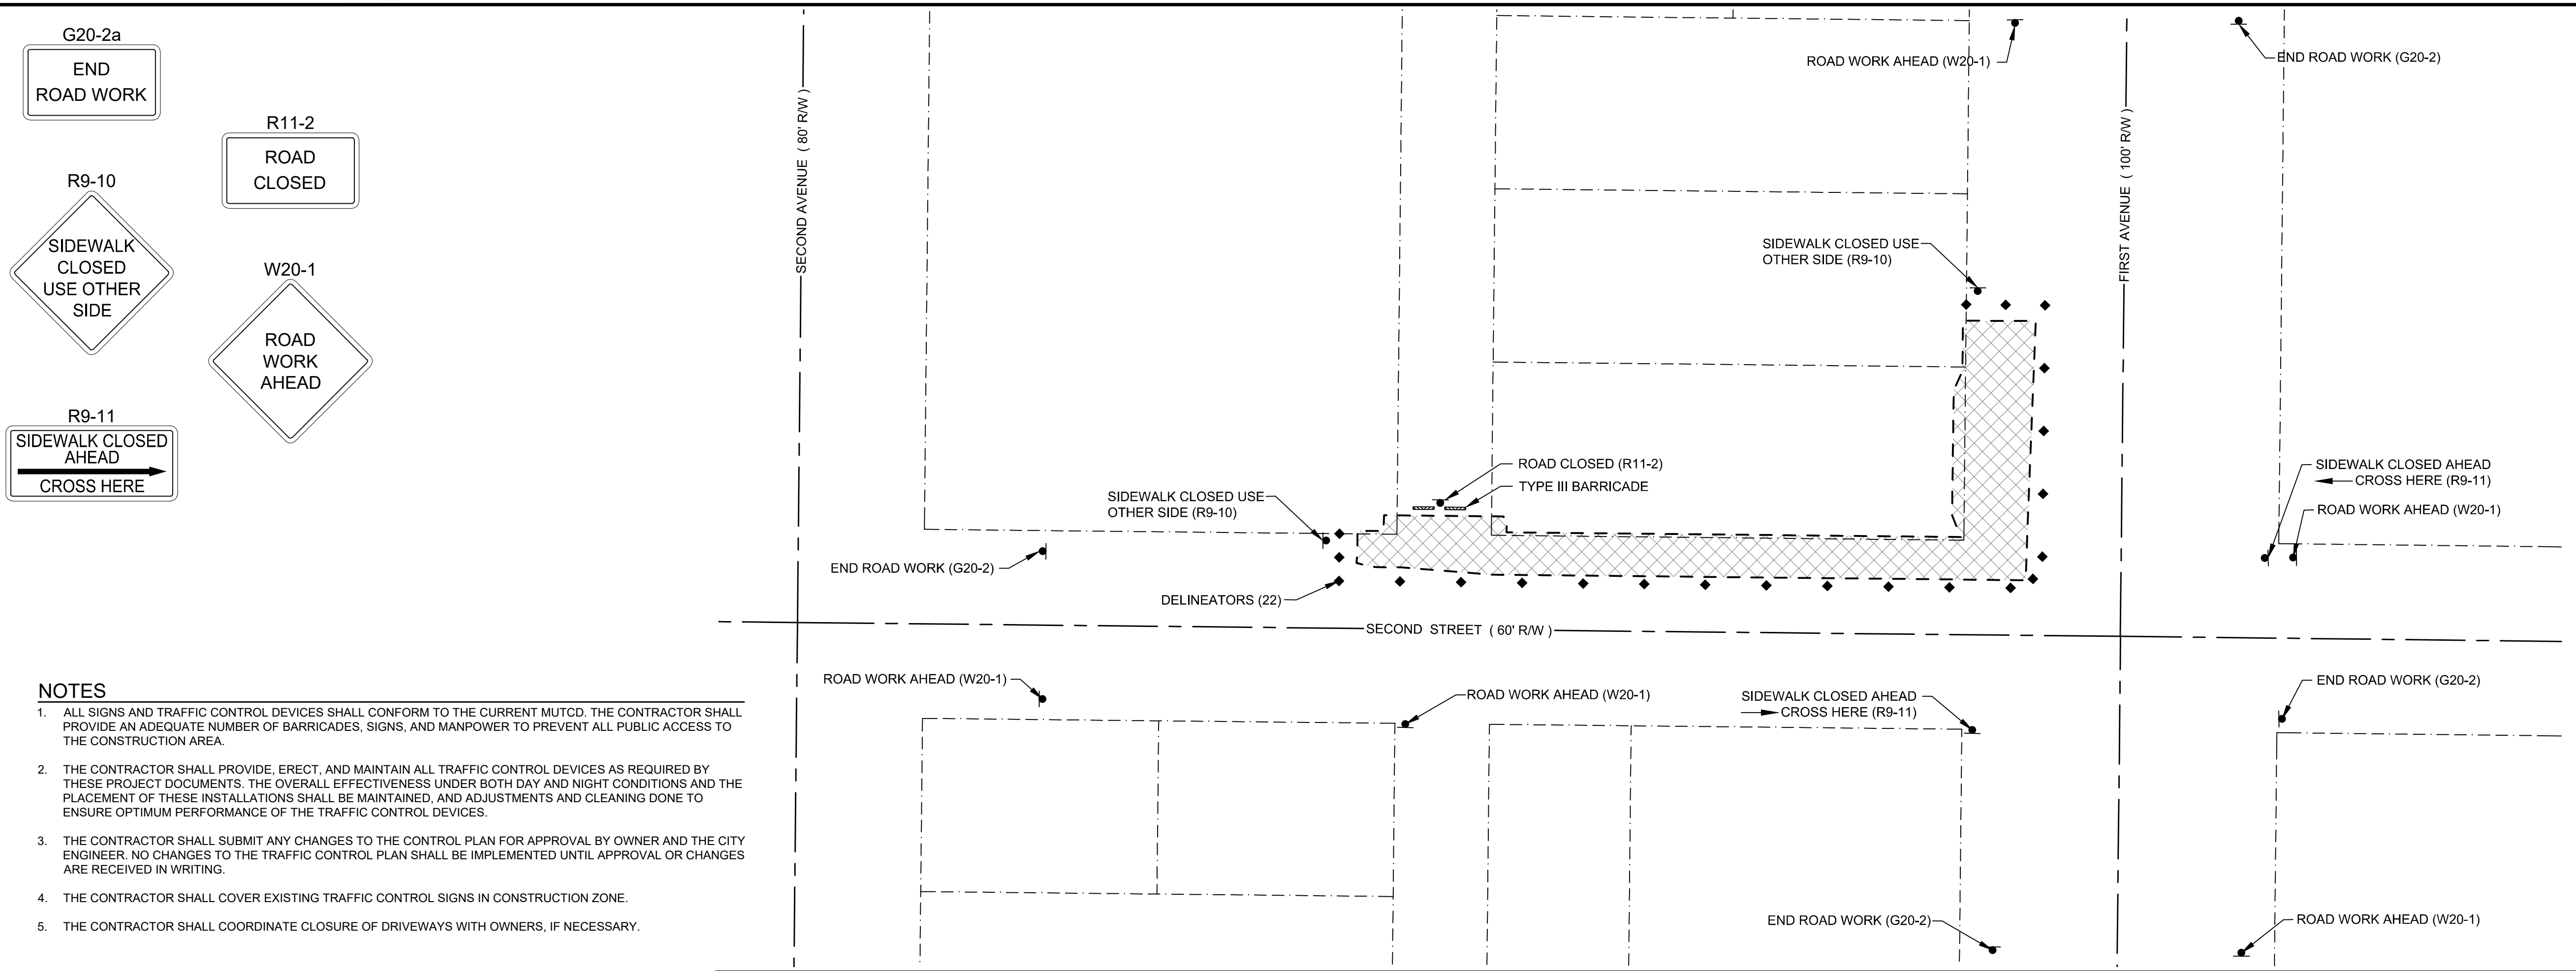 G20-2a
END
ROAD WORK
R11-2
ROAD
CLOSED
R9-10
SIDEWALK
CLOSED
USE OTHER
SIDE
W20-1
ROAD
WORK
AHEAD
R9-11
SIDEWALK CLOSED
AHEAD
CROSS HERE
NOTES
1. ALL SIGNS AND TRAFFIC CONTROL DEVICES SHALL CONFORM TO THE CURRENT MUTCD. THE CONTRACTOR SHALL
PROVIDE AN ADEQUATE NUMBER OF BARRICADES, SIGNS, AND MANPOWER TO PREVENT ALL PUBLIC ACCESS TO
THE CONSTRUCTION AREA.
2. THE CONTRACTOR SHALL PROVIDE, ERECT, AND MAINTAIN ALL TRAFFIC CONTROL DEVICES AS REQUIRED BY
THESE PROJECT DOCUMENTS. THE OVERALL EFFECTIVENESS UNDER BOTH DAY AND NIGHT CONDITIONS AND THE
PLACEMENT OF THESE INSTALLATIONS SHALL BE MAINTAINED, AND ADJUSTMENTS AND CLEANING DONE TO
ENSURE OPTIMUM PERFORMANCE OF THE TRAFFIC CONTROL DEVICES.
3. THE CONTRACTOR SHALL SUBMIT ANY CHANGES TO THE CONTROL PLAN FOR APPROVAL BY OWNER AND THE CITY
ENGINEER. NO CHANGES TO THE TRAFFIC CONTROL PLAN SHALL BE IMPLEMENTED UNTIL APPROVAL OR CHANGES
ARE RECEIVED IN WRITING.
4. THE CONTRACTOR SHALL COVER EXISTING TRAFFIC CONTROL SIGNS IN CONSTRUCTION ZONE.
5. THE CONTRACTOR SHALL COORDINATE CLOSURE OF DRIVEWAYS WITH OWNERS, IF NECESSARY.
SECOND AVENUE ( 80' R/W )
ROAD WORK AHEAD (W20-1)
END ROAD WORK (G20-2)
FIRST AVENUE ( 100' R/W )
SIDEWALK CLOSED USE
OTHER SIDE (R9-10)
ROAD CLOSED (R11-2)
TYPE III BARRICADE
SIDEWALK CLOSED USE
OTHER SIDE (R9-10)
SIDEWALK CLOSED AHEAD
CROSS HERE (R9-11)
ROAD WORK AHEAD (W20-1)
END ROAD WORK (G20-2)
DELINEATORS (22)
SECOND STREET ( 60' R/W )
ROAD WORK AHEAD (W20-1)
ROAD WORK AHEAD (W20-1)
SIDEWALK CLOSED AHEAD
CROSS HERE (R9-11)
END ROAD WORK (G20-2)
END ROAD WORK (G20-2)
ROAD WORK AHEAD (W20-1)